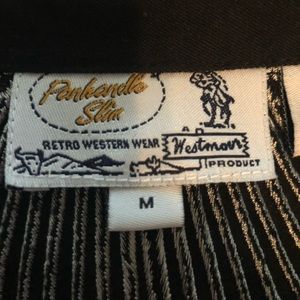 Panhandle
Slim
RETRO WESTERN WEAR
Westmoor
PRODUCT
M